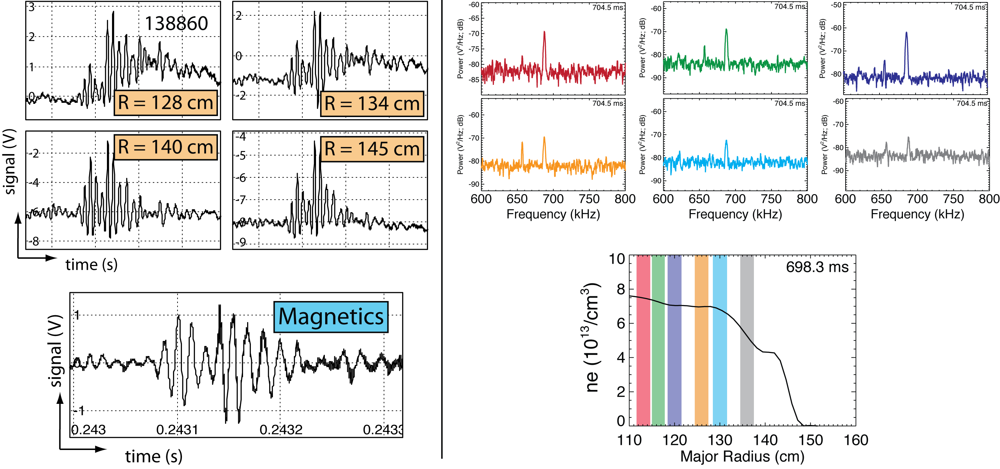 138860
3
2
1
0
R = 128 cm
2
0
-2
R = 134 cm
signal (V)
-2
-4
-6
-8
R = 140 cm
-4
-5
-6
-7
-8
-9
R = 145 cm
time (s)
signal (V)
1
0
-1
Magnetics
0.243 0.2431 0.2432 0.2433
time (s)
Power (V²/Hz; dB)
-60
-65
-70
-75
-80
-85
704.5 ms
Power (V²/Hz; dB)
-60
-70
-80
-90
704.5 ms
Power (V²/Hz; dB)
-50
-60
-70
-80
704.5 ms
Power (V²/Hz; dB)
-60
-70
-80
-90
704.5 ms
600 650 700 750 800
Frequency (kHz)
Power (V²/Hz; dB)
-60
-70
-80
-90
704.5 ms
600 650 700 750 800
Frequency (kHz)
Power (V²/Hz; dB)
-60
-70
-80
-90
704.5 ms
600 650 700 750 800
Frequency (kHz)
ne (10¹³/cm³)
10
8
6
4
2
0
698.3 ms
110 120 130 140 150 160
Major Radius (cm)